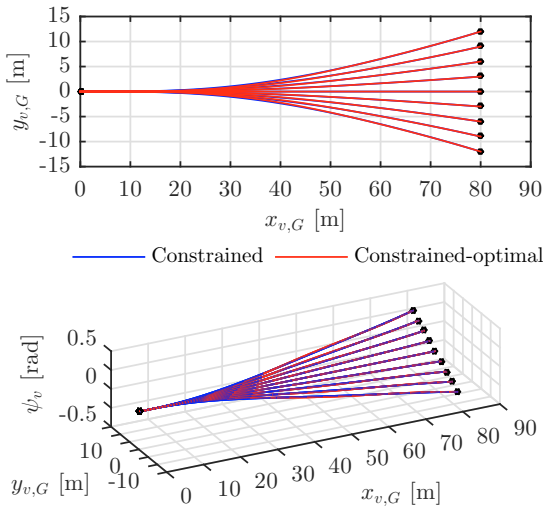 15
10
5
0
-5
-10
-15
y_{v,G} [m]
0 10 20 30 40 50 60 70 80 90
x_{v,G} [m]
Constrained Constrained-optimal
0.5
0
-0.5
ψ_v [rad]
10
0
-10
y_{v,G} [m]
0 10 20 30 40 50 60 70 80 90
x_{v,G} [m]